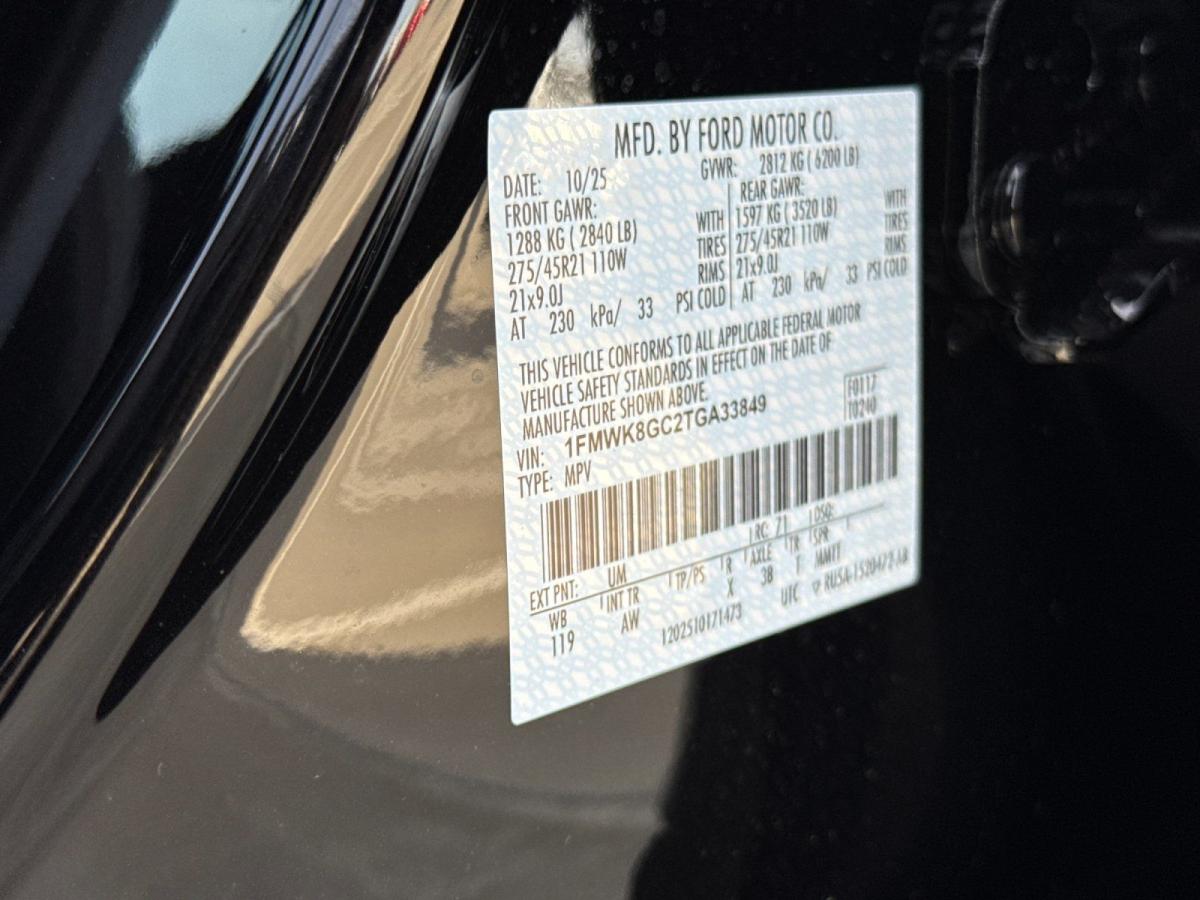 MFD. BY FORD MOTOR CO.
DATE: 10/25 GVWR: 2812 KG ( 6200 LB)
FRONT GAWR: REAR GAWR:
1288 KG ( 2840 LB) WITH 1597 KG ( 3520 LB) WITH
275/45R21 110W TIRES 275/45R21 110W TIRES
21x9.0J RIMS 21x9.0J RIMS
AT 230 kPa/ 33 PSI COLD AT 230 kPa/ 33 PSI COLD
THIS VEHICLE CONFORMS TO ALL APPLICABLE FEDERAL MOTOR
VEHICLE SAFETY STANDARDS IN EFFECT ON THE DATE OF
MANUFACTURE SHOWN ABOVE.
VIN: 1FMWK8GC2TGA33849 F0117
TYPE: MPV T0240
EXT PNT: UM RC: 71 DSO:
WB INT TR TP/PS R AXLE TR SPR
119 AW X 38 T MMTT
1202510171473 UTC ▽ RU5A-1520472-AB